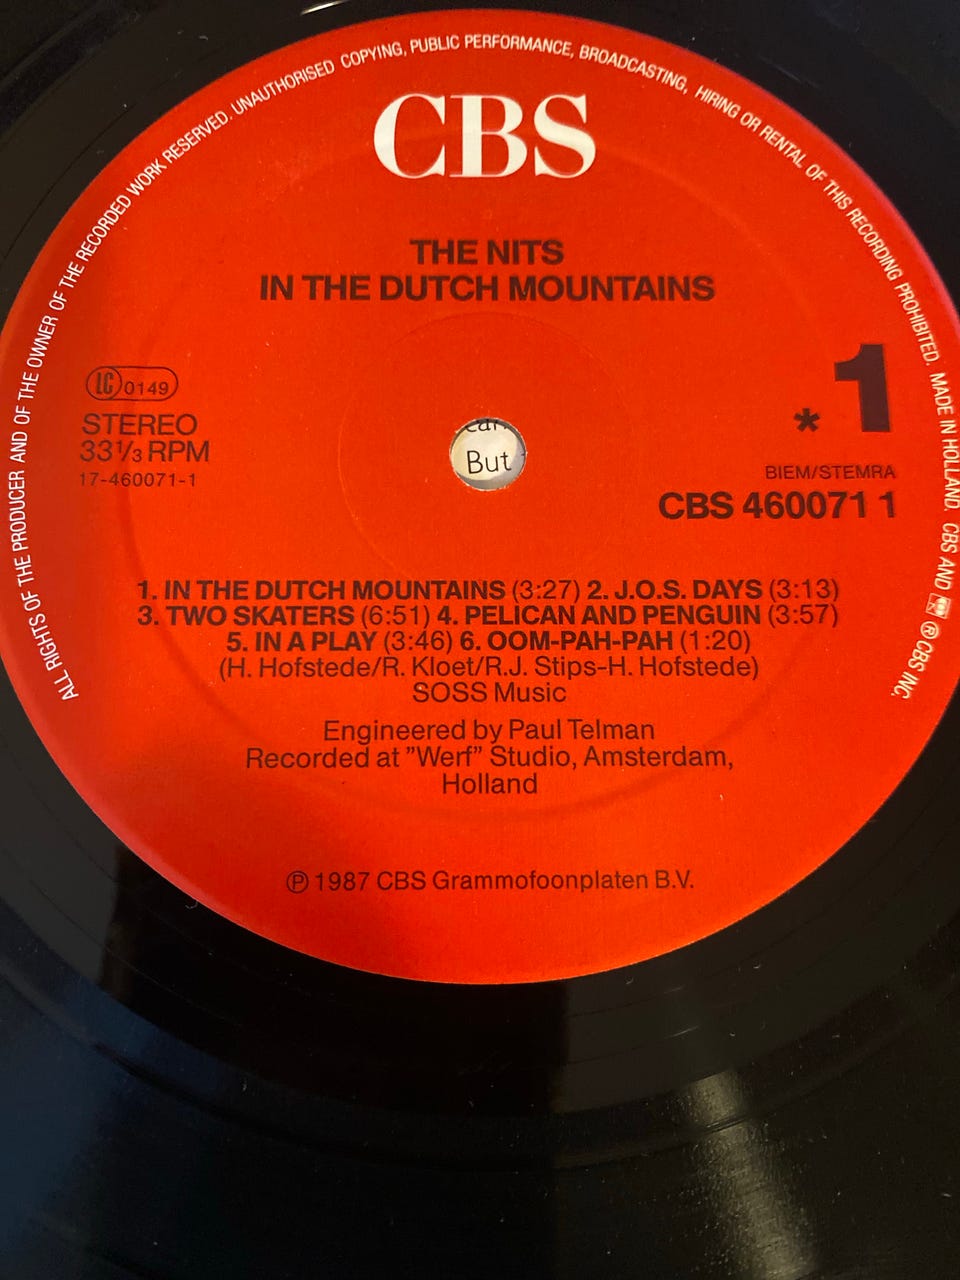 ALL RIGHTS OF THE PRODUCER AND OF THE OWNER OF THE RECORDED WORK RESERVED. UNAUTHORISED COPYING, PUBLIC PERFORMANCE, BROADCASTING, HIRING OR RENTAL OF THIS RECORDING PROHIBITED. MADE IN HOLLAND. CBS AND ℗ CBS INC.
CBS
THE NITS
IN THE DUTCH MOUNTAINS
LC 0149
STEREO
33⅓ RPM
17-460071-1
* 1
BIEM/STEMRA
CBS 460071 1
But
1. IN THE DUTCH MOUNTAINS (3:27) 2. J.O.S. DAYS (3:13)
3. TWO SKATERS (6:51) 4. PELICAN AND PENGUIN (3:57)
5. IN A PLAY (3:46) 6. OOM-PAH-PAH (1:20)
(H. Hofstede/R. Kloet/R.J. Stips-H. Hofstede)
SOSS Music
Engineered by Paul Telman
Recorded at "Werf" Studio, Amsterdam,
Holland
℗ 1987 CBS Grammofoonplaten B.V.